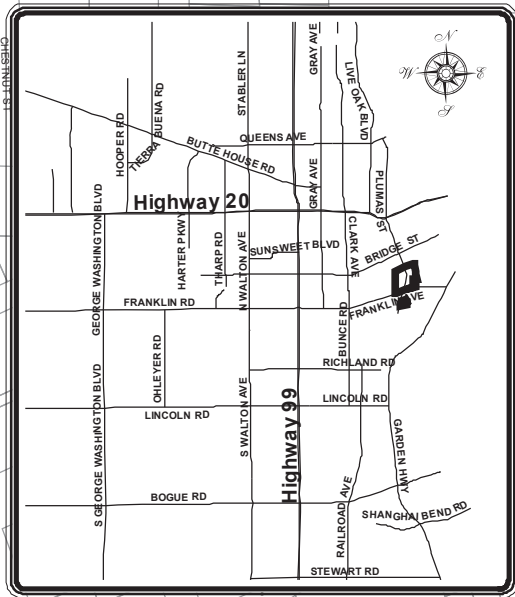 CHESTNUT ST
HOOPER RD
TIERRA BUENA RD
STABLER LN
GRAY AVE
LIVE OAK BLVD
N
W
E
S
QUEENS AVE
BUTTE HOUSE RD
GRAY AVE
PLUMAS ST
Highway 20
GEORGE WASHINGTON BLVD
HARTER PKWY
THARP RD
N WALTON AVE
SUNSWEET BLVD
CLARK AVE
BRIDGE ST
FRANKLIN RD
FRANKLIN AVE
BUNCE RD
OHLEYER RD
RICHLAND RD
S GEORGE WASHINGTON BLVD
LINCOLN RD
S WALTON AVE
Highway 99
LINCOLN RD
GARDEN HWY
BOGUE RD
RAILROAD AVE
SHANGHAI BEND RD
STEWART RD